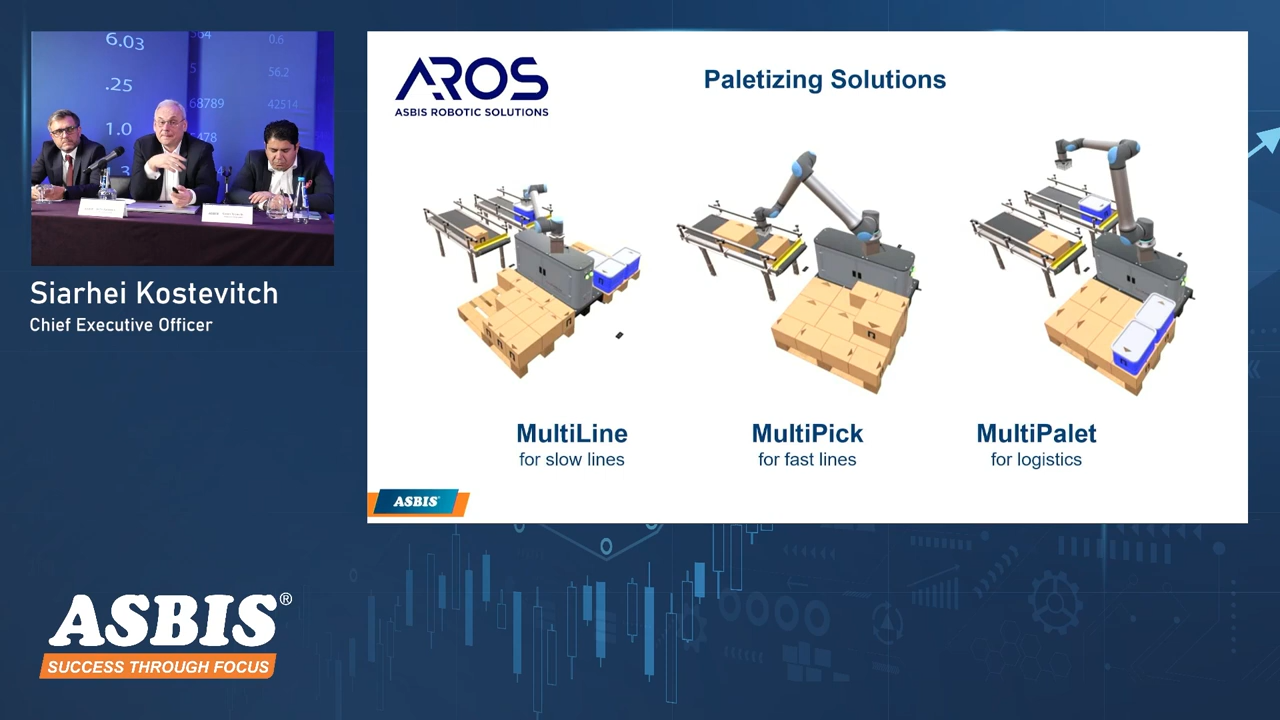 6.03
0.6
.25
56.2
68789
42514
1.0
5478
Siarhei Kostevitch
Chief Executive Officer
ASBIS®
SUCCESS THROUGH FOCUS
AROS
ASBIS ROBOTIC SOLUTIONS
Paletizing Solutions
MultiLine
for slow lines
MultiPick
for fast lines
MultiPalet
for logistics
ASBIS